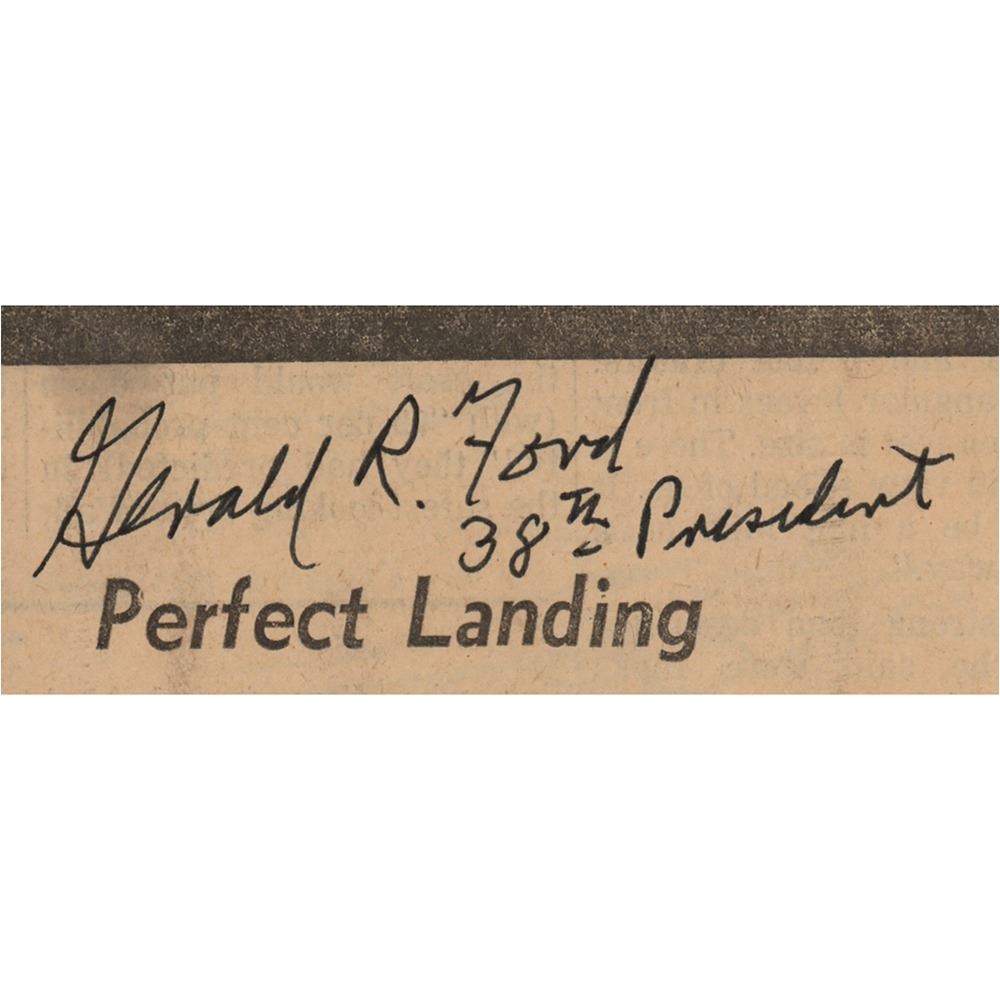 Gerald R. Ford
38th President
Perfect Landing